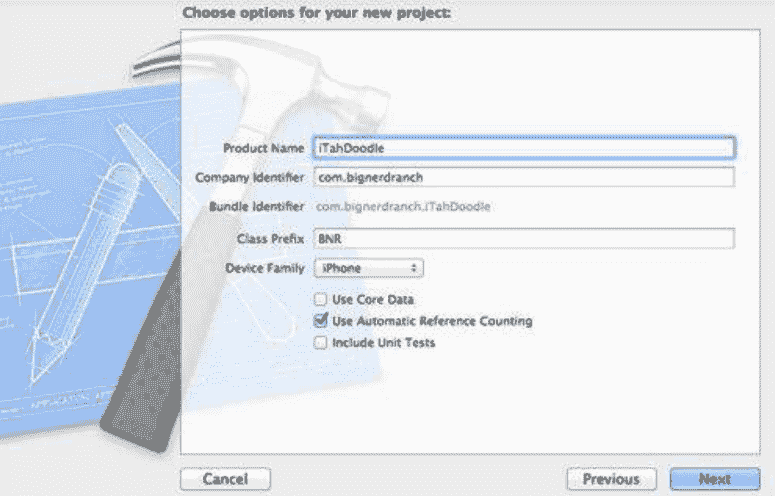 Choose options for your new project:
Product Name iTahDoodle
Company Identifier com.bignerdranch
Bundle Identifier com.bignerdranch.iTahDoodle
Class Prefix BNR
Device Family iPhone
Use Core Data
Use Automatic Reference Counting
Include Unit Tests
Cancel Previous Next